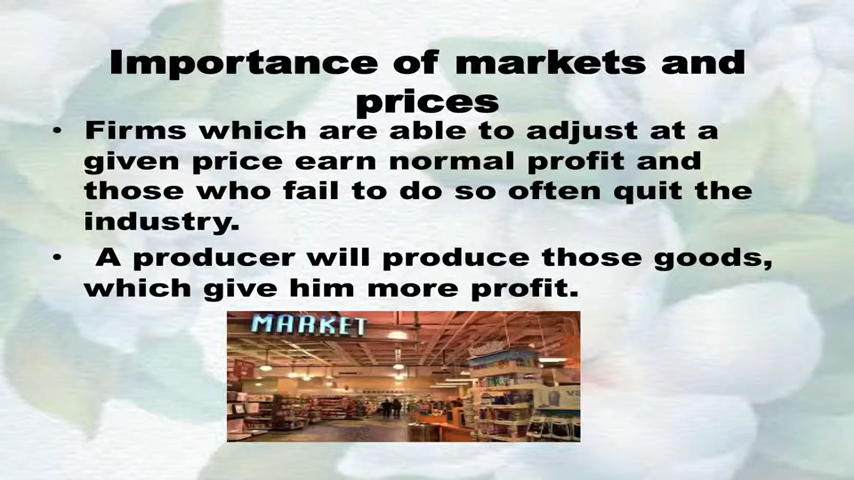 Importance of markets and
prices
• Firms which are able to adjust at a
given price earn normal profit and
those who fail to do so often quit the
industry.
• A producer will produce those goods,
which give him more profit.
MARKET